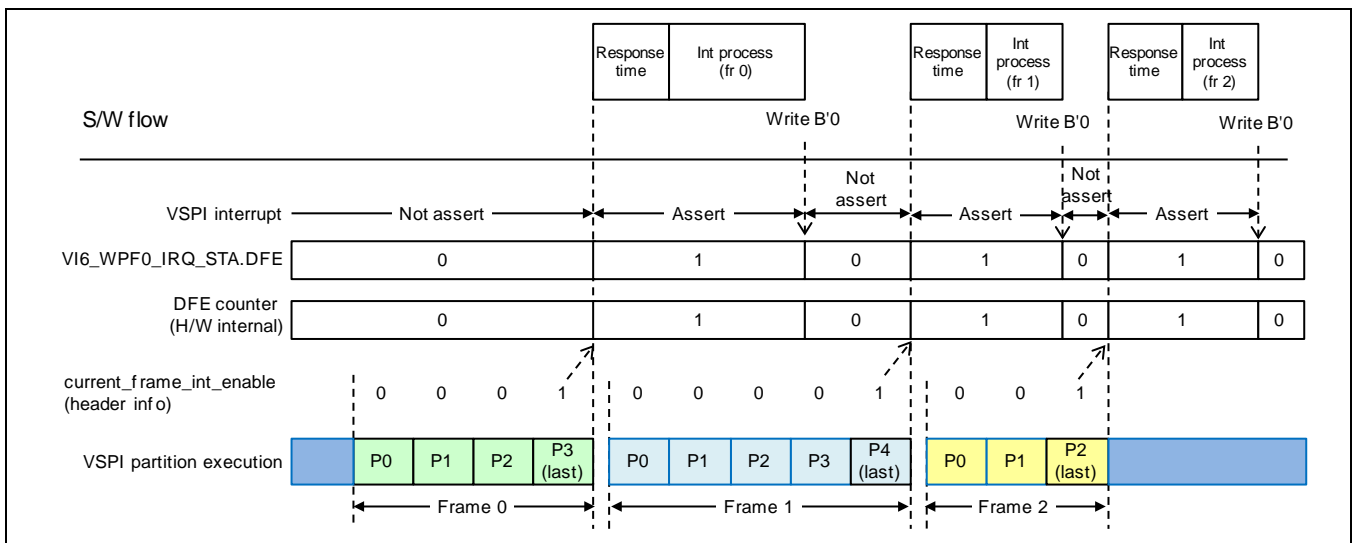 Response
time
Int process
(fr 0)
Response
time
Int
process
(fr 1)
Response
time
Int
process
(fr 2)
S/W flow
Write B'0
Write B'0
Write B'0
VSPI interrupt
Not assert
Assert
Not
assert
Assert
Not
assert
Assert
VI6_WPF0_IRQ_STA.DFE
0 1 0 1 0 1 0
DFE counter
(H/W internal)
0 1 0 1 0 1 0
current_frame_int_enable
(header info)
0 0 0 1 0 0 0 0 1 0 0 1
VSPI partition execution
P0 P1 P2
P3
(last)
P0 P1 P2 P3
P4
(last)
P0 P1
P2
(last)
Frame 0
Frame 1
Frame 2